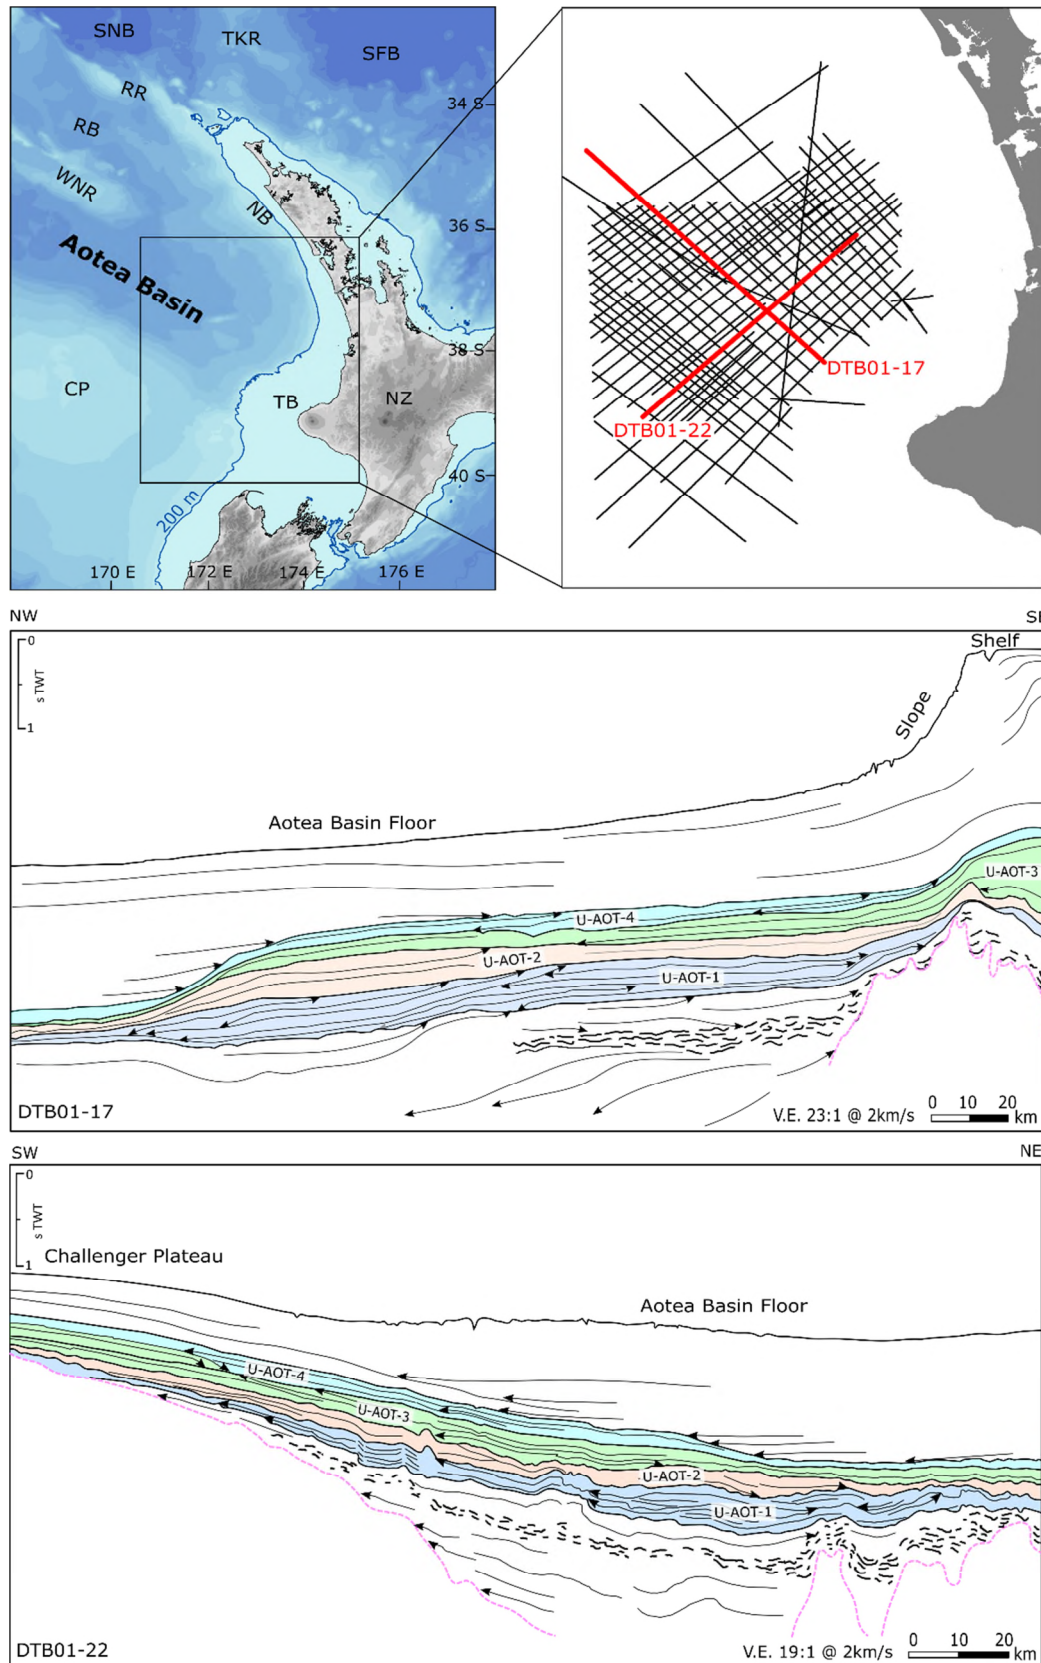 SNB
TKR
SFB
RR
34 S
RB
WNR
NB
36 S
Aotea Basin
38 S
CP
TB
NZ
40 S
200 m
170 E 172 E 174 E 176 E
DTB01-17
DTB01-22
NW
0
Shelf
s TWT
1
Slope
Aotea Basin Floor
U-AOT-3
U-AOT-4
U-AOT-2
U-AOT-1
DTB01-17
V.E. 23:1 @ 2km/s
0 10 20
km
SW
NE
0
s TWT
1
Challenger Plateau
Aotea Basin Floor
U-AOT-4
U-AOT-3
U-AOT-2
U-AOT-1
DTB01-22
V.E. 19:1 @ 2km/s
0 10 20
km